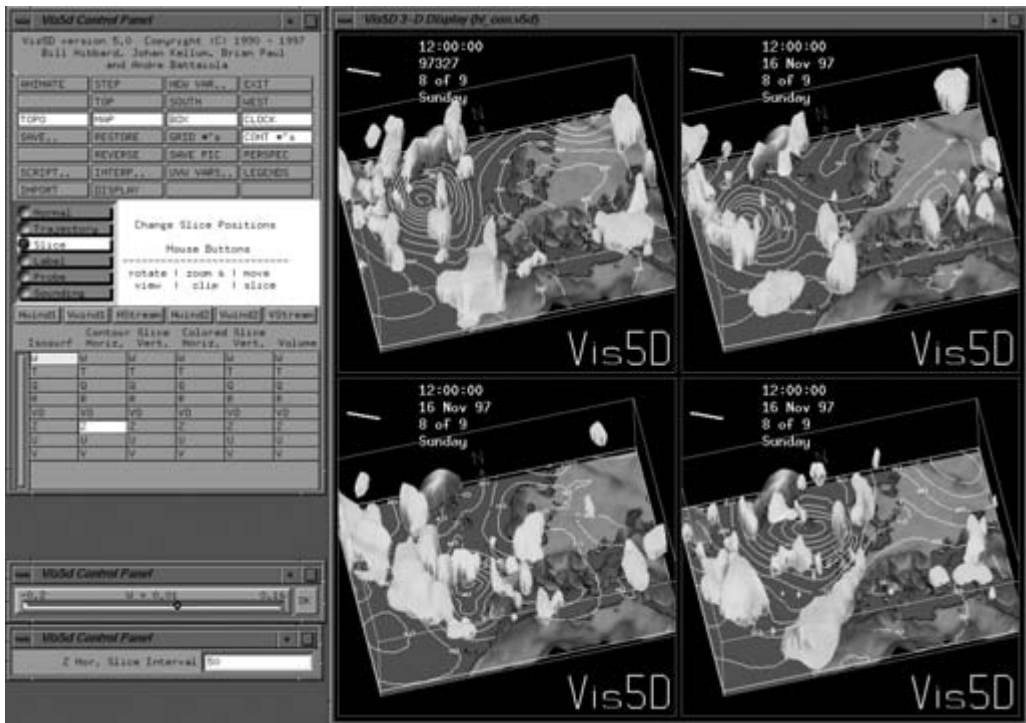 Vis5d Control Panel
Vis5D version 5.0 Copyright (C) 1990 - 1997
Bill Hibbard, Johan Kellum, Brian Paul
and Andre Battaiola
ANIMATE STEP NEW VAR.. EXIT
TOP SOUTH WEST
TOPO MAP BOX CLOCK
SAVE.. RESTORE GRID #'s CONT #'s
REVERSE SAVE PIC PERSPEC
SCRIPT.. INTERP.. UVW VARS.. LEGENDS
IMPORT DISPLAY
Normal
Trajectory
Slice
Label
Probe
Sounding
Change Slice Positions
Mouse Buttons
rotate | zoom & | move
view | clip | slice
Hwind1 Vwind1 HStream Hwind2 Vwind2 VStream
Contour Slice Colored Slice
Isosurf Horiz. Vert. Horiz. Vert. Volume
W W W W W W
T T T T T T
Q Q Q Q Q Q
R R R R R R
VO VO VO VO VO VO
Z Z Z Z Z Z
U U U U U U
V V V V V V
Vis5d Control Panel
-0.2 W = 0.01
OK
Vis5d Control Panel
Z Hor. Slice Interval 50
Vis5D 3-D Display
12:00:00
97327
8 of 9
Sunday
N
Vis5D
12:00:00
16 Nov 97
8 of 9
Sunday
Vis5D
12:00:00
16 Nov 97
8 of 9
Sunday
N
Vis5D
12:00:00
16 Nov 97
8 of 9
Sunday
N
Vis5D